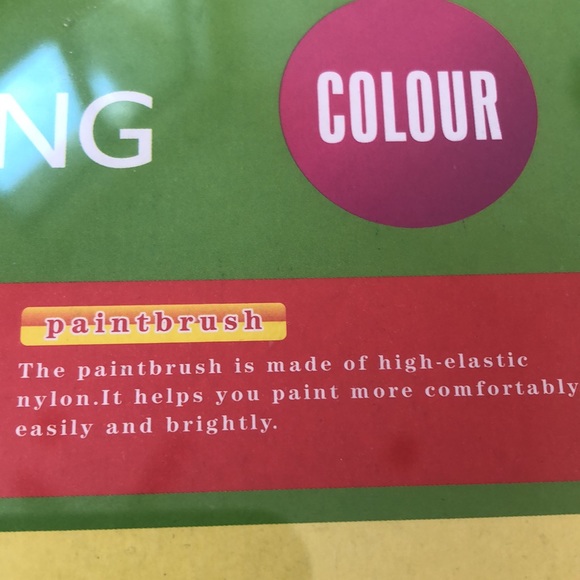 NG
COLOUR
paintbrush
The paintbrush is made of high-elastic
nylon.It helps you paint more comfortably
easily and brightly.